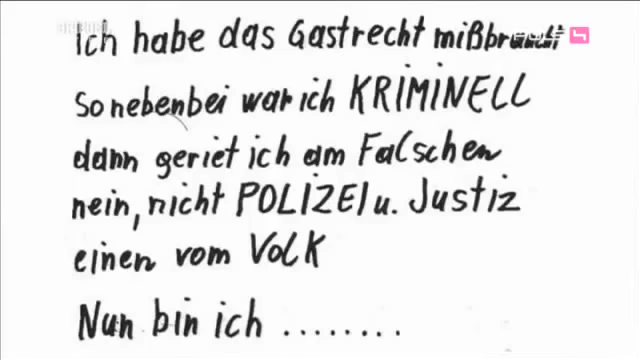 Ich habe das Gastrecht mißbraucht
So nebenbei war ich KRIMINELL
dann geriet ich am Falschen
nein, nicht POLIZEI u. Justiz
einen vom VOLK
Nun bin ich ........